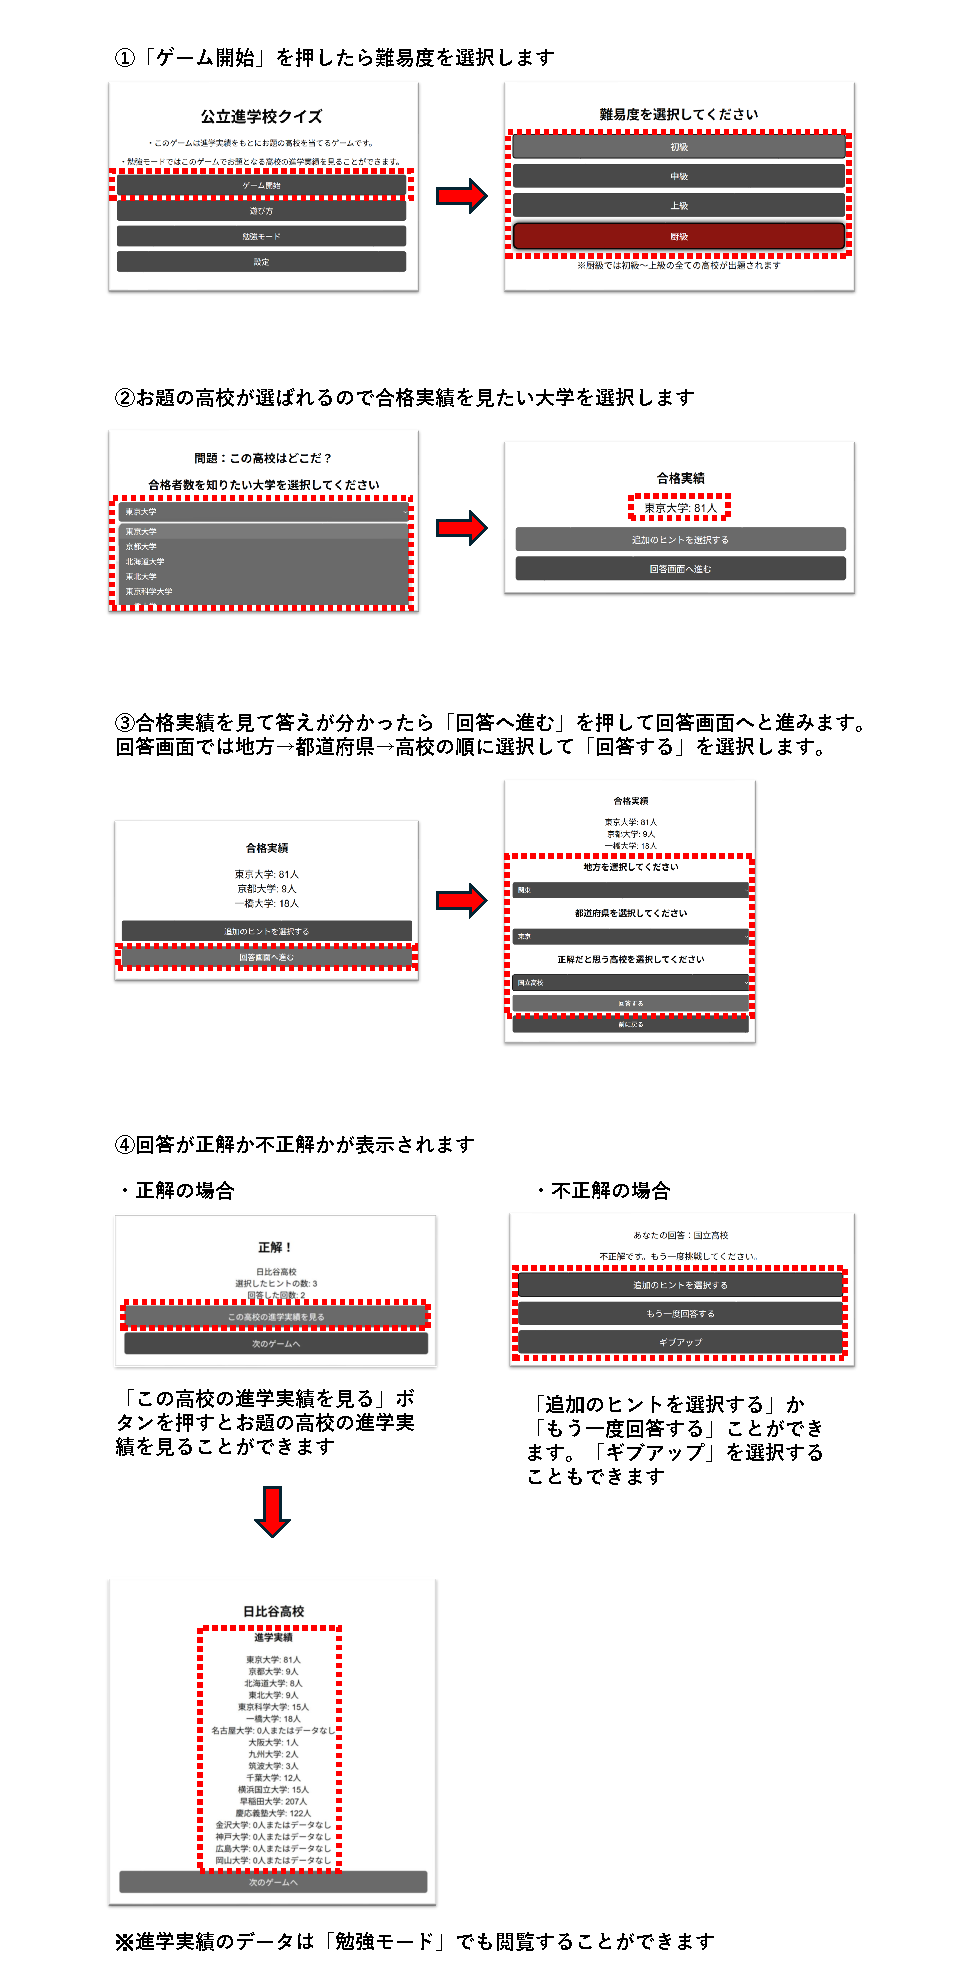 ①「ゲーム開始」を押したら難易度を選択します
公立進学校クイズ
・このゲームは進学実績をもとにお題の高校を当てるゲームです。
・勉強モードではこのゲームでお題となる高校の進学実績を見ることができます。
ゲーム開始
遊び方
勉強モード
設定
難易度を選択してください
初級
中級
上級
厨級
※厨級では初級～上級の全ての高校が出題されます
②お題の高校が選ばれるので合格実績を見たい大学を選択します
問題：この高校はどこだ？
合格者数を知りたい大学を選択してください
東京大学
東京大学
京都大学
北海道大学
東北大学
東京科学大学
合格実績
東京大学: 81人
追加のヒントを選択する
回答画面へ進む
③合格実績を見て答えが分かったら「回答へ進む」を押して回答画面へと進みます。
回答画面では地方→都道府県→高校の順に選択して「回答する」を選択します。
合格実績
東京大学: 81人
京都大学: 9人
一橋大学: 18人
追加のヒントを選択する
回答画面へ進む
合格実績
東京大学: 81人
京都大学: 9人
一橋大学: 18人
地方を選択してください
関東
都道府県を選択してください
東京
正解だと思う高校を選択してください
国立高校
回答する
前に戻る
④回答が正解か不正解かが表示されます
・正解の場合
正解！
日比谷高校
選択したヒントの数: 3
回答した回数: 2
この高校の進学実績を見る
次のゲームへ
「この高校の進学実績を見る」ボ
タンを押すとお題の高校の進学実
績を見ることができます
・不正解の場合
あなたの回答：国立高校
不正解です。もう一度挑戦してください。
追加のヒントを選択する
もう一度回答する
ギブアップ
「追加のヒントを選択する」か
「もう一度回答する」ことができ
ます。「ギブアップ」を選択する
こともできます
日比谷高校
進学実績
東京大学: 81人
京都大学: 9人
北海道大学: 8人
東北大学: 9人
東京科学大学: 15人
一橋大学: 18人
名古屋大学: 0人またはデータなし
大阪大学: 1人
九州大学: 2人
筑波大学: 3人
千葉大学: 12人
横浜国立大学: 15人
早稲田大学: 207人
慶応義塾大学: 122人
金沢大学: 0人またはデータなし
神戸大学: 0人またはデータなし
広島大学: 0人またはデータなし
岡山大学: 0人またはデータなし
次のゲームへ
※進学実績のデータは「勉強モード」でも閲覧することができます